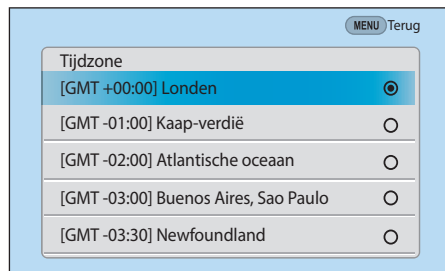 MENU Terug
Tijdzone
[GMT +00:00] Londen
[GMT -01:00] Kaap-verdië
[GMT -02:00] Atlantische oceaan
[GMT -03:00] Buenos Aires, Sao Paulo
[GMT -03:30] Newfoundland